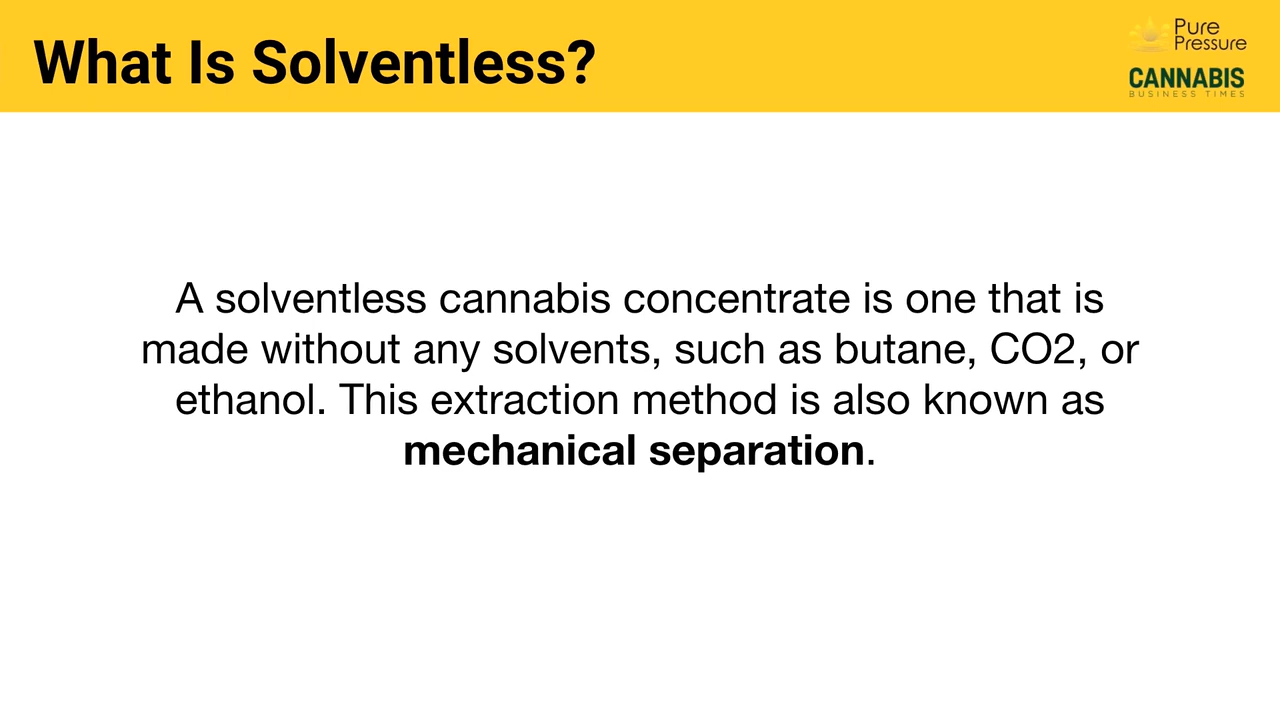 What Is Solventless?
Pure
Pressure
CANNABIS
BUSINESS TIMES
A solventless cannabis concentrate is one that is
made without any solvents, such as butane, CO2, or
ethanol. This extraction method is also known as
mechanical separation.